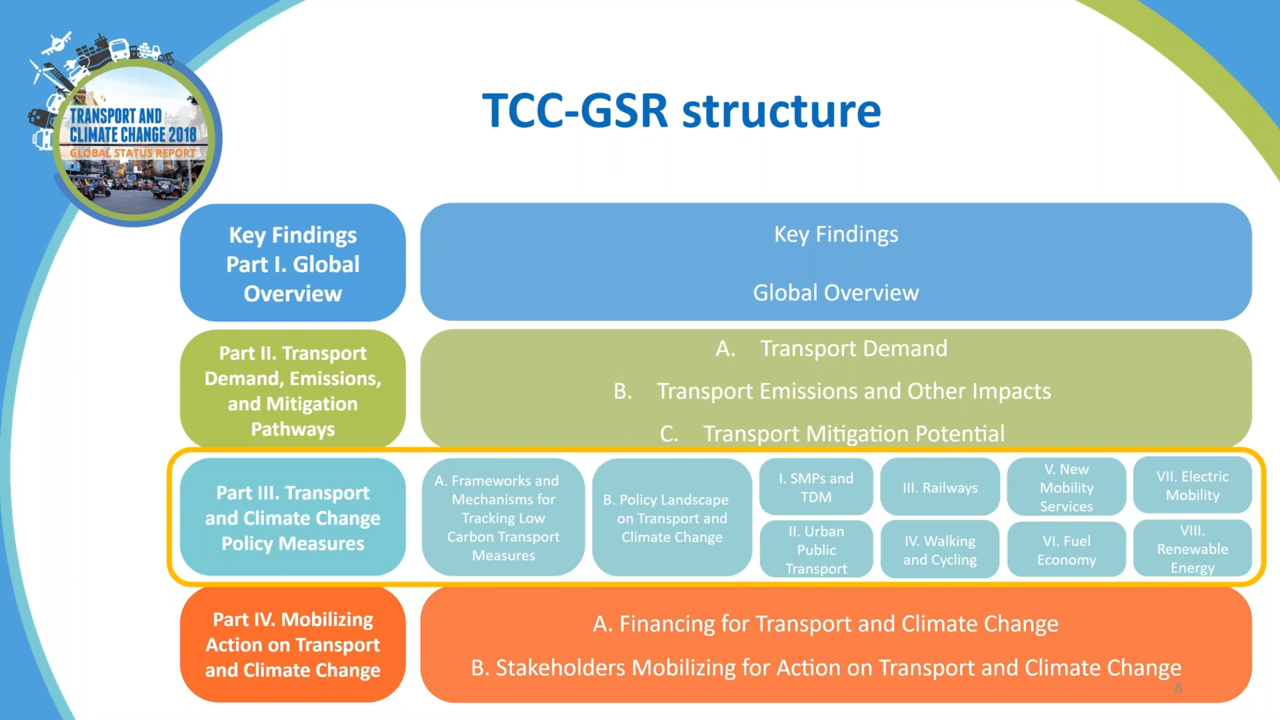 TRANSPORT AND
CLIMATE CHANGE 2018
GLOBAL STATUS REPORT
TCC-GSR structure
Key Findings
Part I. Global
Overview
Key Findings
Global Overview
Part II. Transport
Demand, Emissions,
and Mitigation
Pathways
A. Transport Demand
B. Transport Emissions and Other Impacts
C. Transport Mitigation Potential
Part III. Transport
and Climate Change
Policy Measures
A. Frameworks and
Mechanisms for
Tracking Low
Carbon Transport
Measures
B. Policy Landscape
on Transport and
Climate Change
I. SMPs and
TDM
II. Urban
Public
Transport
III. Railways
IV. Walking
and Cycling
V. New
Mobility
Services
VI. Fuel
Economy
VII. Electric
Mobility
VIII.
Renewable
Energy
Part IV. Mobilizing
Action on Transport
and Climate Change
A. Financing for Transport and Climate Change
B. Stakeholders Mobilizing for Action on Transport and Climate Change
8